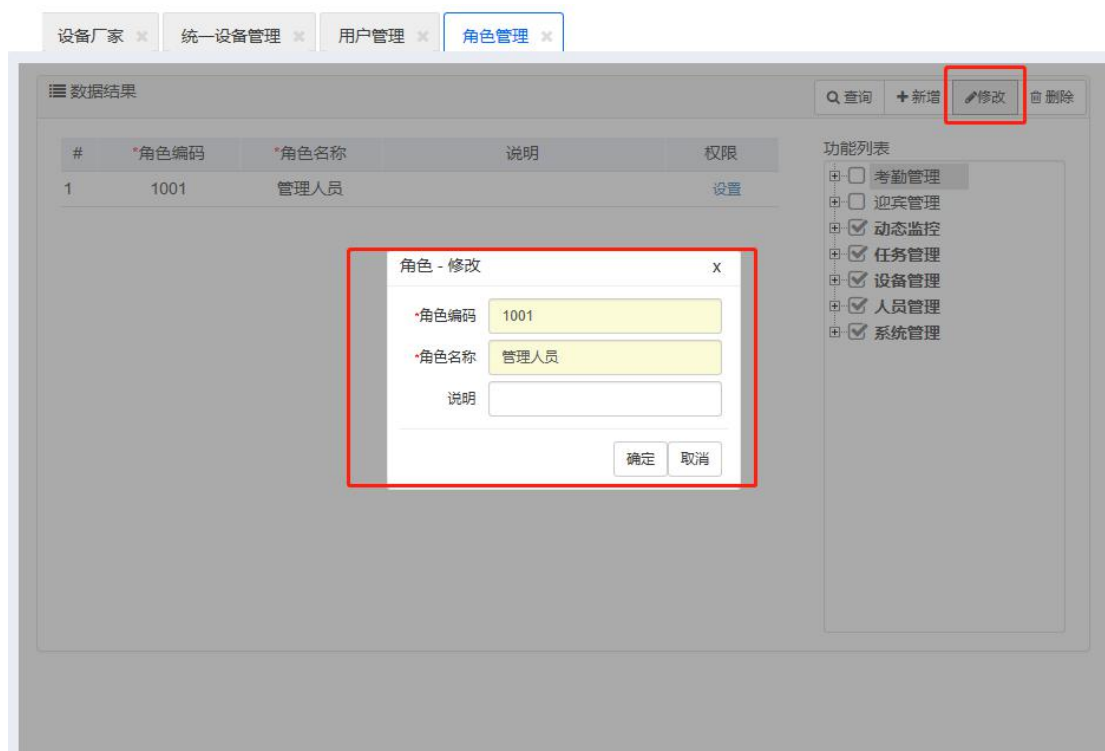 设备厂家 × 统一设备管理 × 用户管理 × 角色管理 ×
数据结果 查询 新增 修改 删除
# *角色编码 *角色名称 说明 权限
1 1001 管理人员 设置
功能列表
考勤管理
迎宾管理
动态监控
任务管理
设备管理
人员管理
系统管理
角色 - 修改 x
*角色编码 1001
*角色名称 管理人员
说明
确定 取消